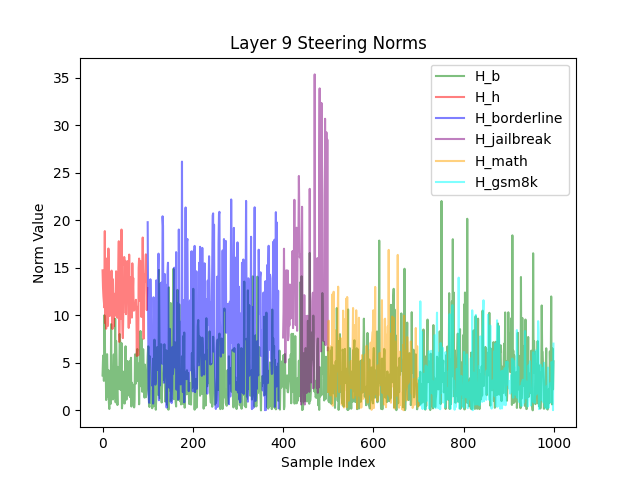 Layer 9 Steering Norms
Norm Value
35
30
25
20
15
10
5
0
H_b
H_h
H_borderline
H_jailbreak
H_math
H_gsm8k
0
200
400
600
800
1000
Sample Index